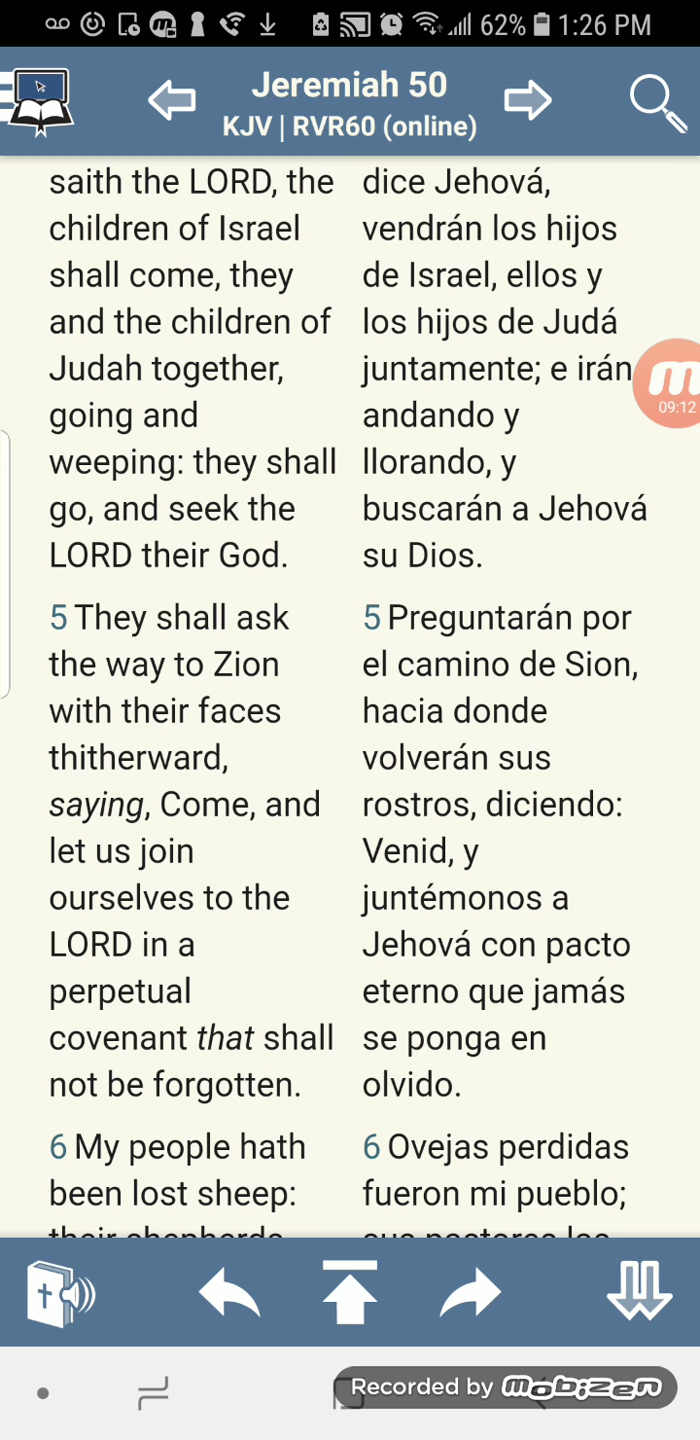 62% 1:26 PM
Jeremiah 50
KJV | RVR60 (online)
saith the LORD, the
children of Israel
shall come, they
and the children of
Judah together,
going and
weeping: they shall
go, and seek the
LORD their God.
5 They shall ask
the way to Zion
with their faces
thitherward,
saying, Come, and
let us join
ourselves to the
LORD in a
perpetual
covenant that shall
not be forgotten.
6 My people hath
been lost sheep:
their shepherds
dice Jehová,
vendrán los hijos
de Israel, ellos y
los hijos de Judá
juntamente; e irán
andando y
llorando, y
buscarán a Jehová
su Dios.
5 Preguntarán por
el camino de Sion,
hacia donde
volverán sus
rostros, diciendo:
Venid, y
juntémonos a
Jehová con pacto
eterno que jamás
se ponga en
olvido.
6 Ovejas perdidas
fueron mi pueblo;
sus pastores las
m
09:12
Recorded by mobizen